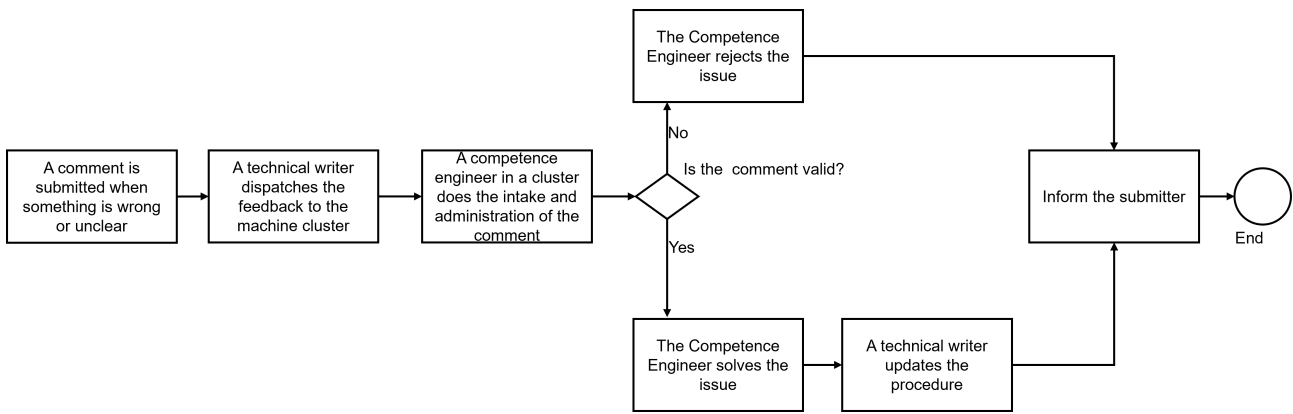 The Competence
Engineer rejects the
issue
No
Is the  comment valid?
A comment is
submitted when
something is wrong
or unclear
A technical writer
dispatches the
feedback to the
machine cluster
A competence
engineer in a cluster
does the intake and
administration of the
comment
Inform the submitter
End
Yes
The Competence
Engineer solves the
issue
A technical writer
updates the
procedure